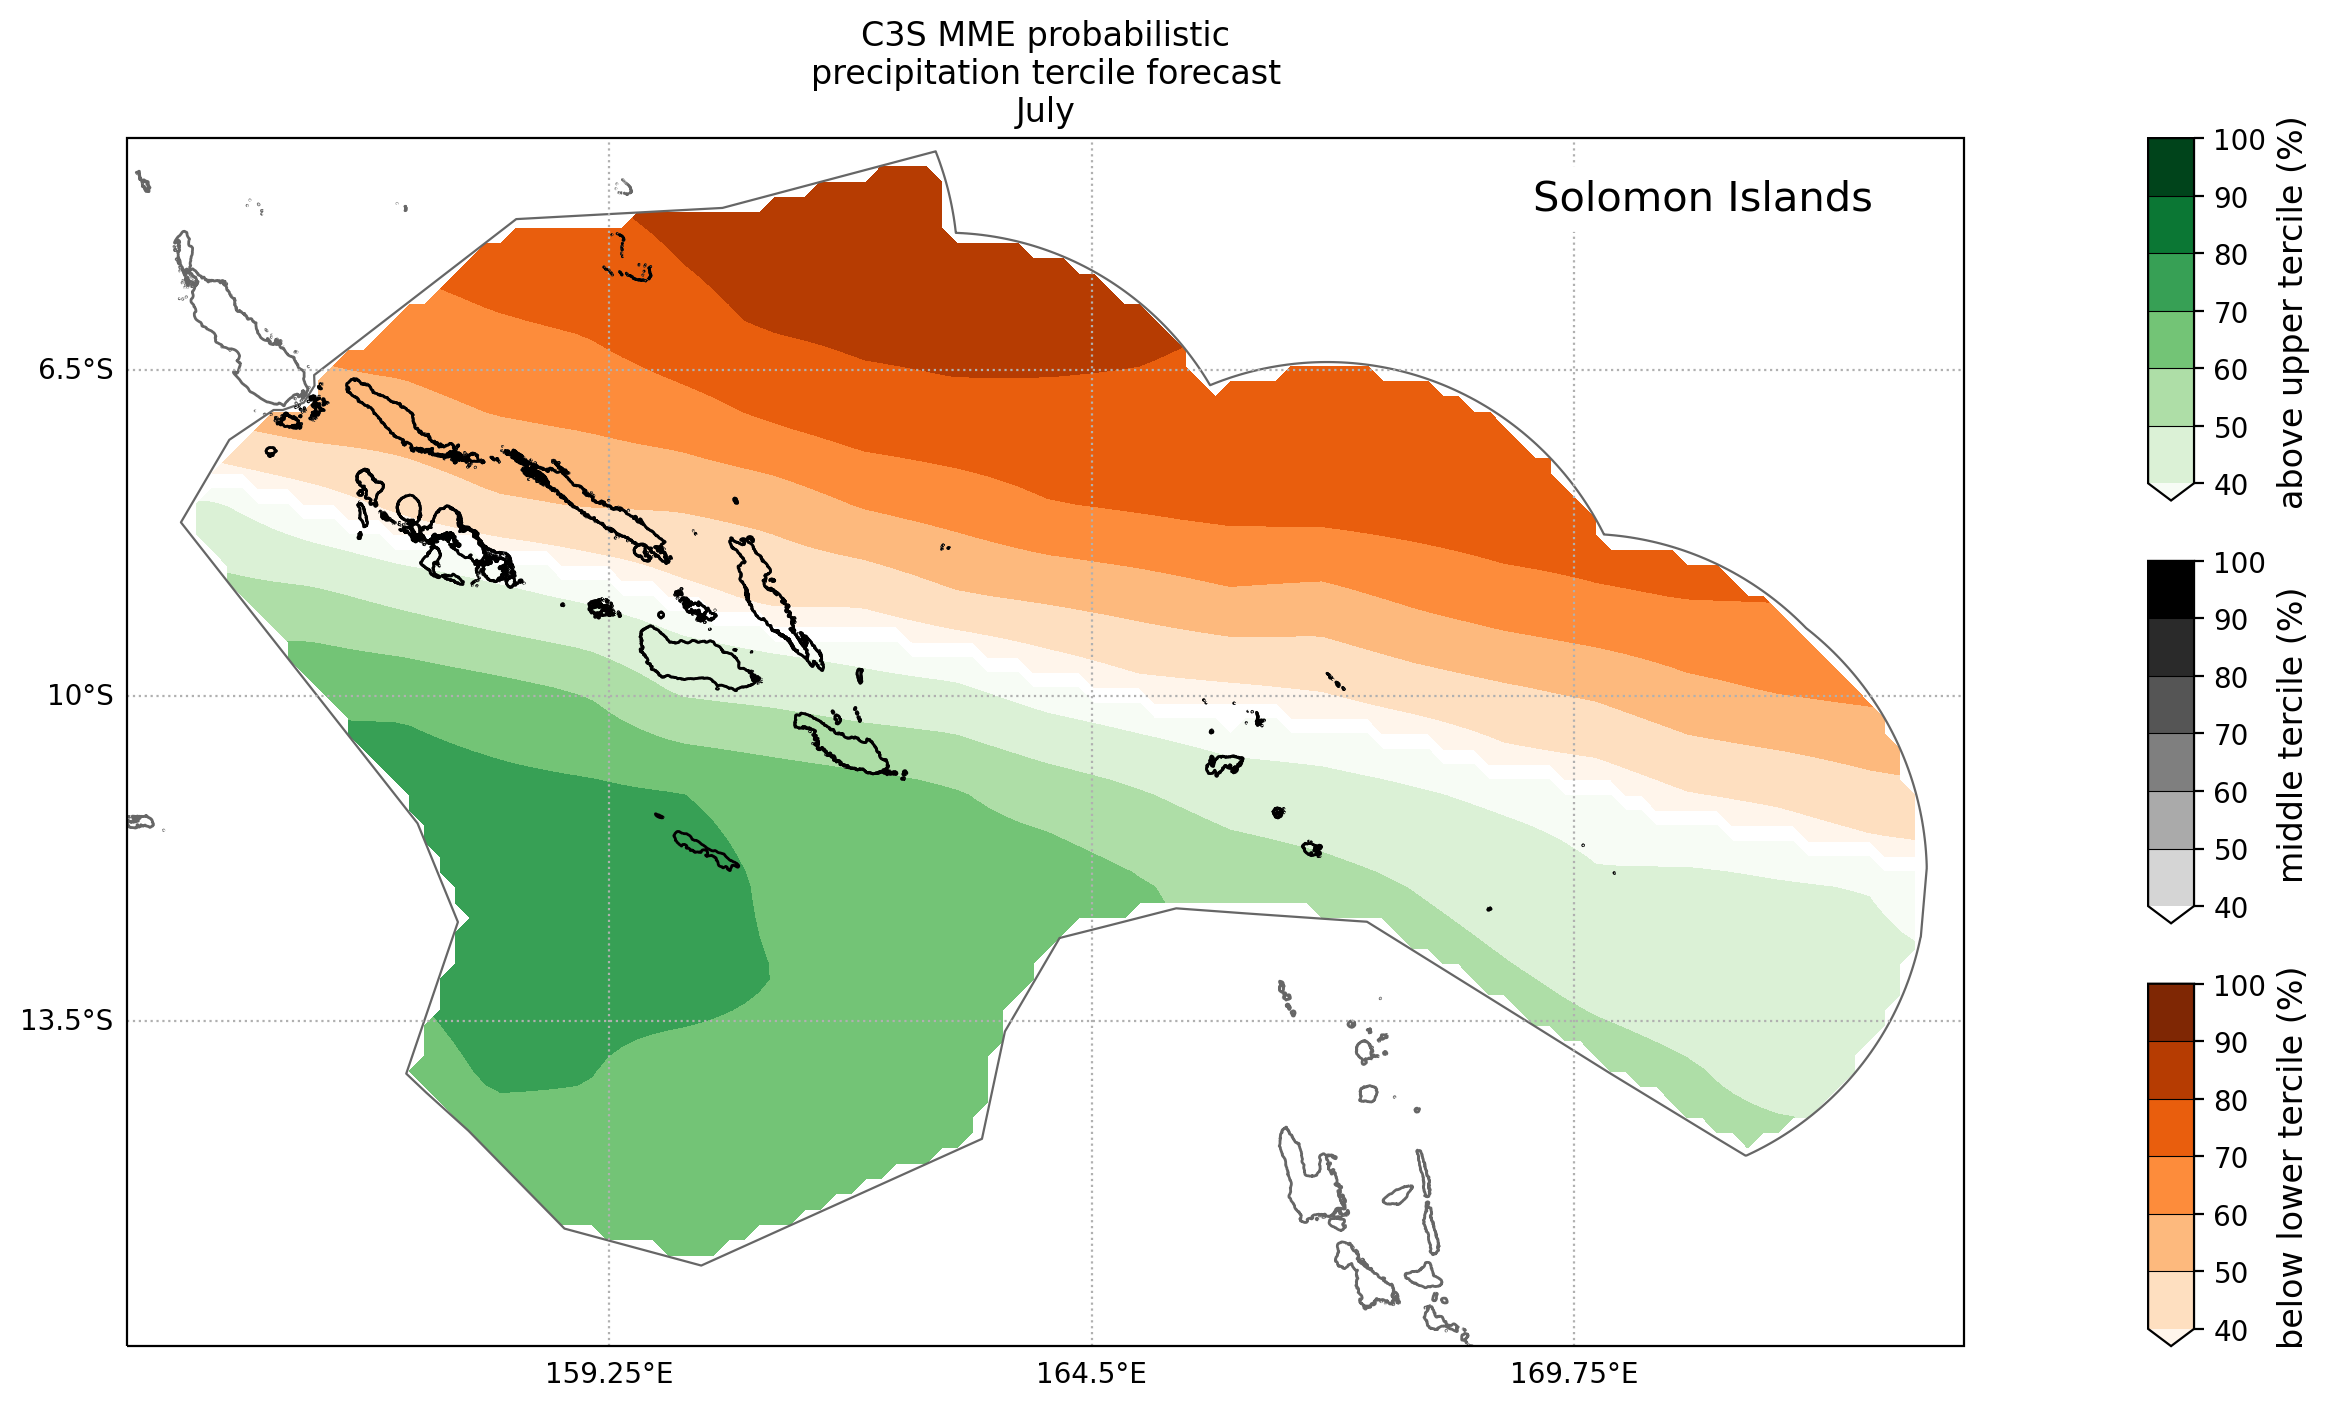 C3S MME probabilistic
precipitation tercile forecast
July
Solomon Islands
6.5°S
10°S
13.5°S
159.25°E
164.5°E
169.75°E
100
90
80
70
60
50
40
above upper tercile (%)
100
90
80
70
60
50
40
middle tercile (%)
100
90
80
70
60
50
40
below lower tercile (%)